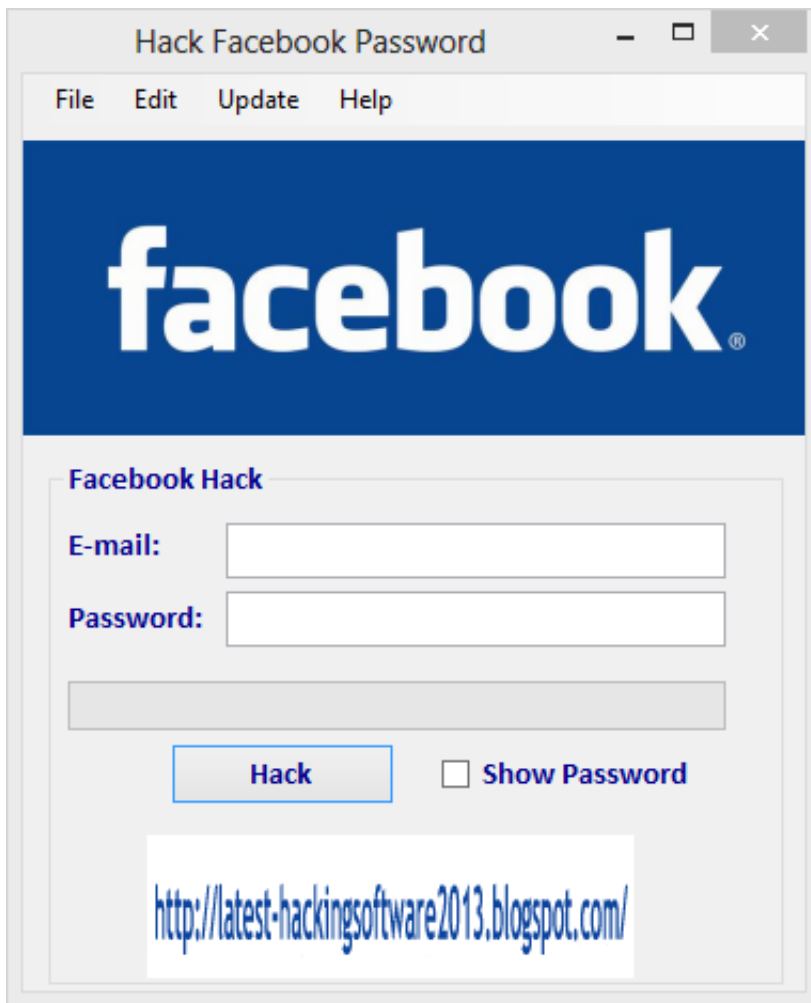 Hack Facebook Password
File Edit Update Help
facebook®
Facebook Hack
E-mail:
Password:
Hack Show Password
http://latest-hackingsoftware2013.blogspot.com/